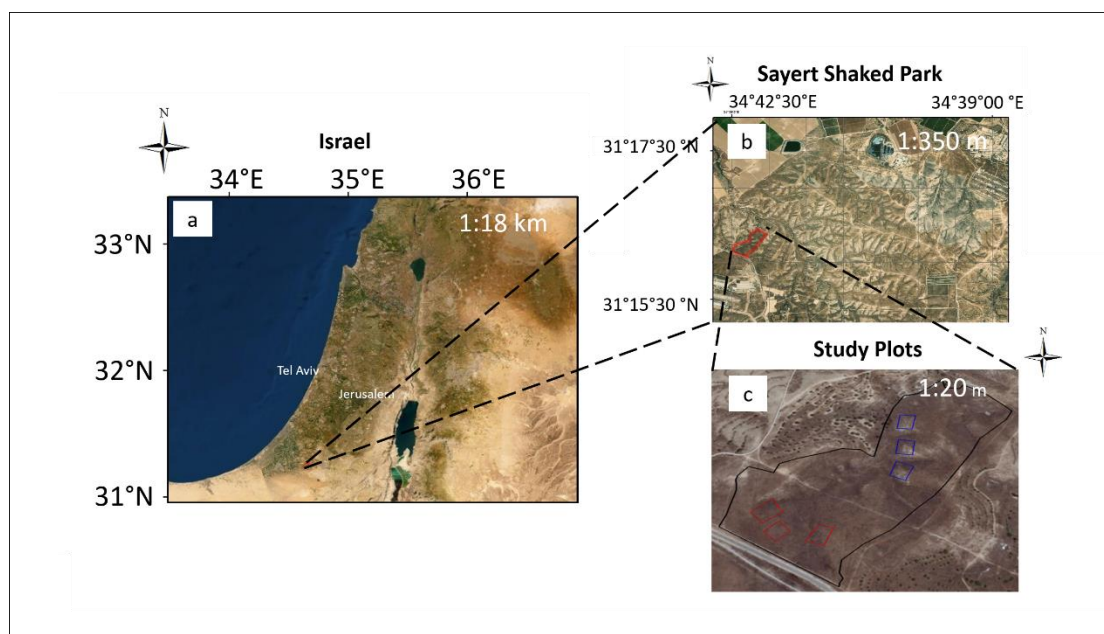 N
Israel
34°E 35°E 36°E
33°N
32°N
31°N
a
1:18 km
Tel Aviv
Jerusalem
N
Sayert Shaked Park
34°42'30"E 34°39'00 "E
31°17'30 "N
31°15'30 "N
b
1:350 m
Study Plots
N
c
1:20 m